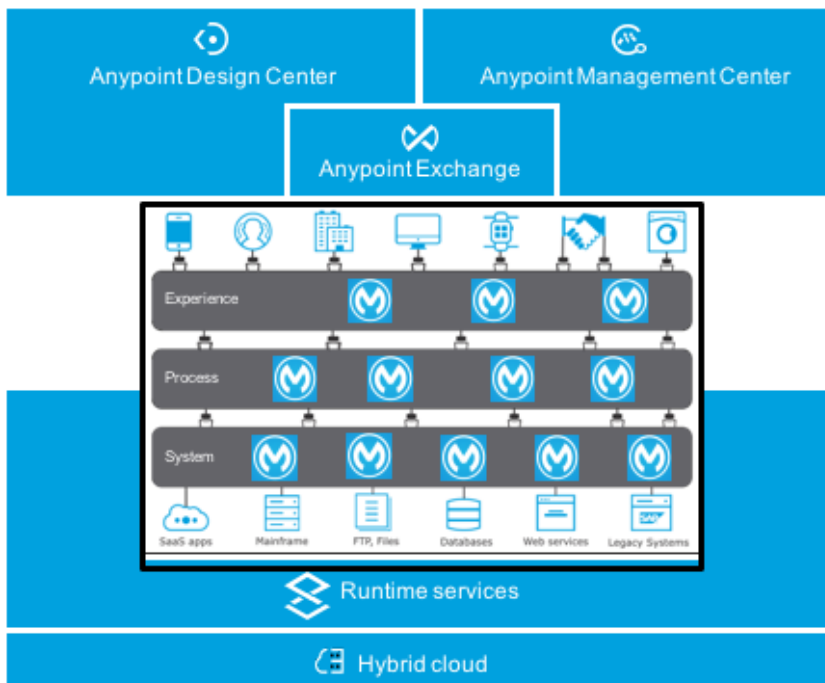 Anypoint Design Center
Anypoint Management Center
Anypoint Exchange
Experience
Process
System
SAP
SaaS apps
Mainframe
FTP, Files
Databases
Web services
Legacy Systems
Runtime services
Hybrid cloud